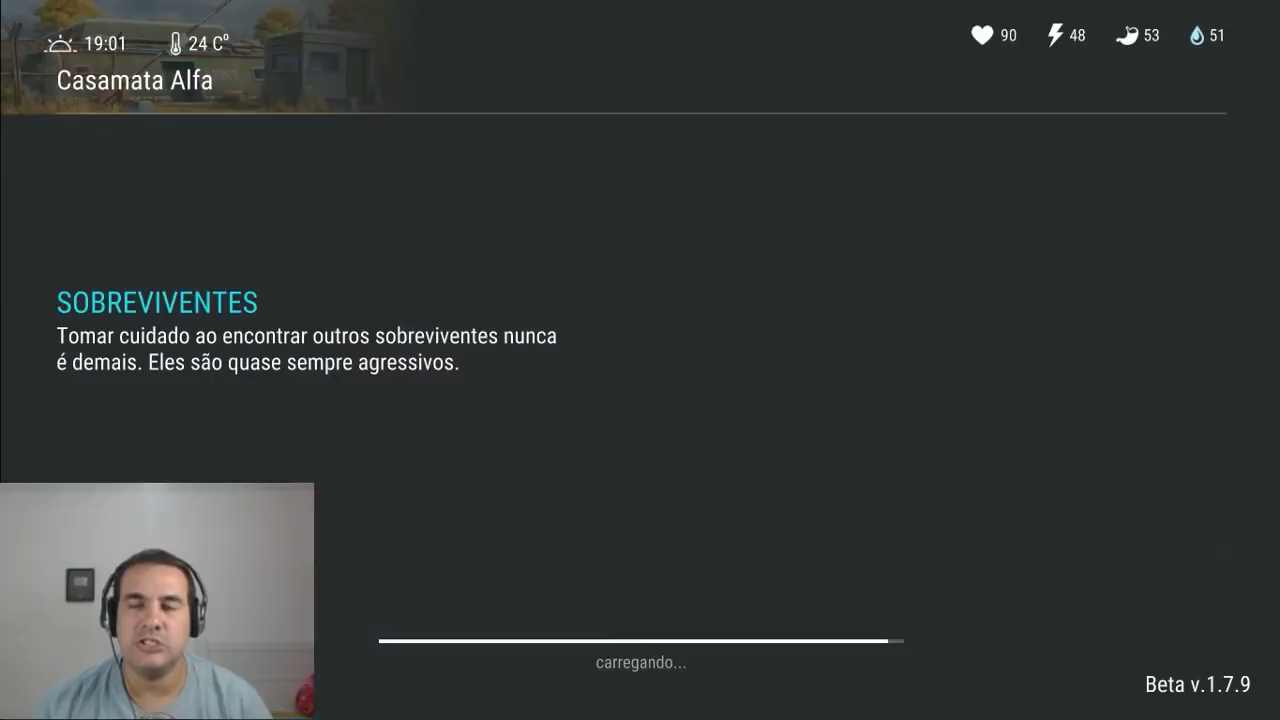 19:01
24 Cº
90
48
53
51
Casamata Alfa
SOBREVIVENTES
Tomar cuidado ao encontrar outros sobreviventes nunca
é demais. Eles são quase sempre agressivos.
carregando...
Beta v.1.7.9